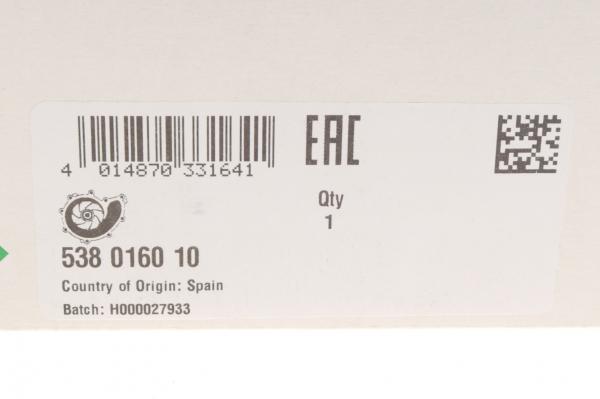 4 014870 331641
EAC
Qty
1
538 0160 10
Country of Origin: Spain
Batch: H000027933